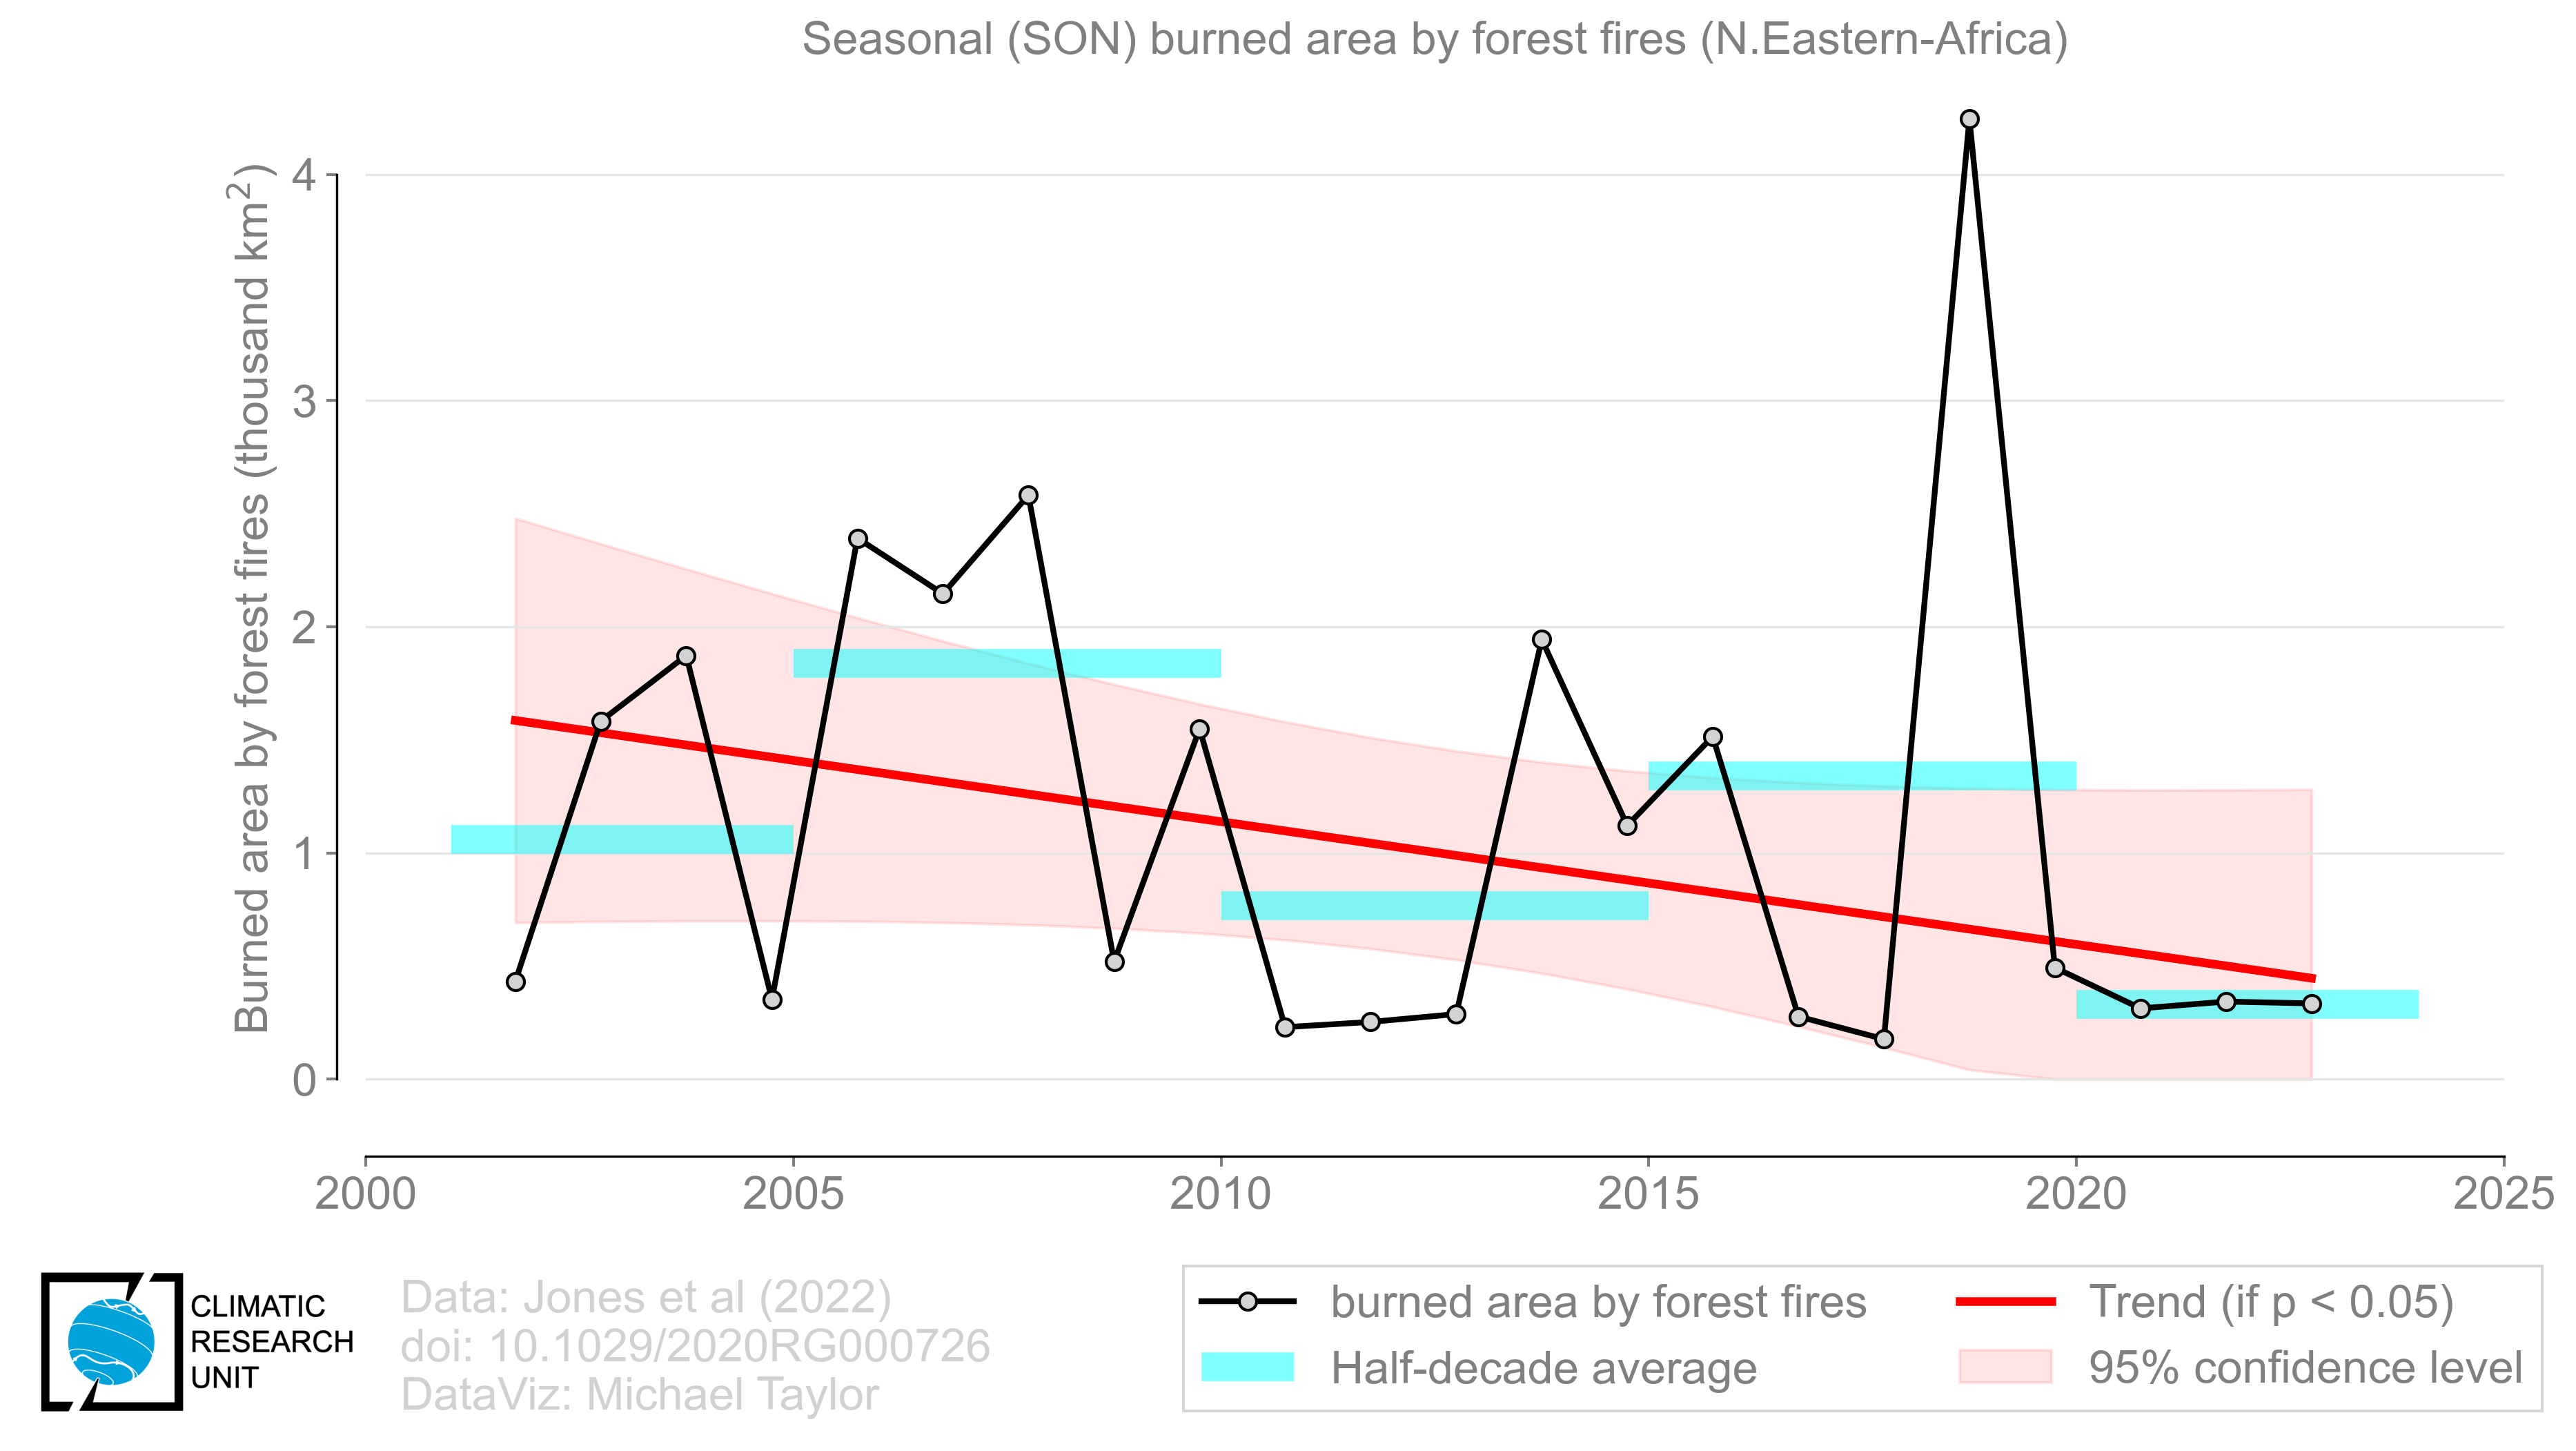 Seasonal (SON) burned area by forest fires (N.Eastern-Africa)
Burned area by forest fires (thousand km²)
4
3
2
1
0
2000 2005 2010 2015 2020 2025
CLIMATIC
RESEARCH
UNIT
Data: Jones et al (2022)
doi: 10.1029/2020RG000726
DataViz: Michael Taylor
burned area by forest fires
Half-decade average
Trend (if p < 0.05)
95% confidence level